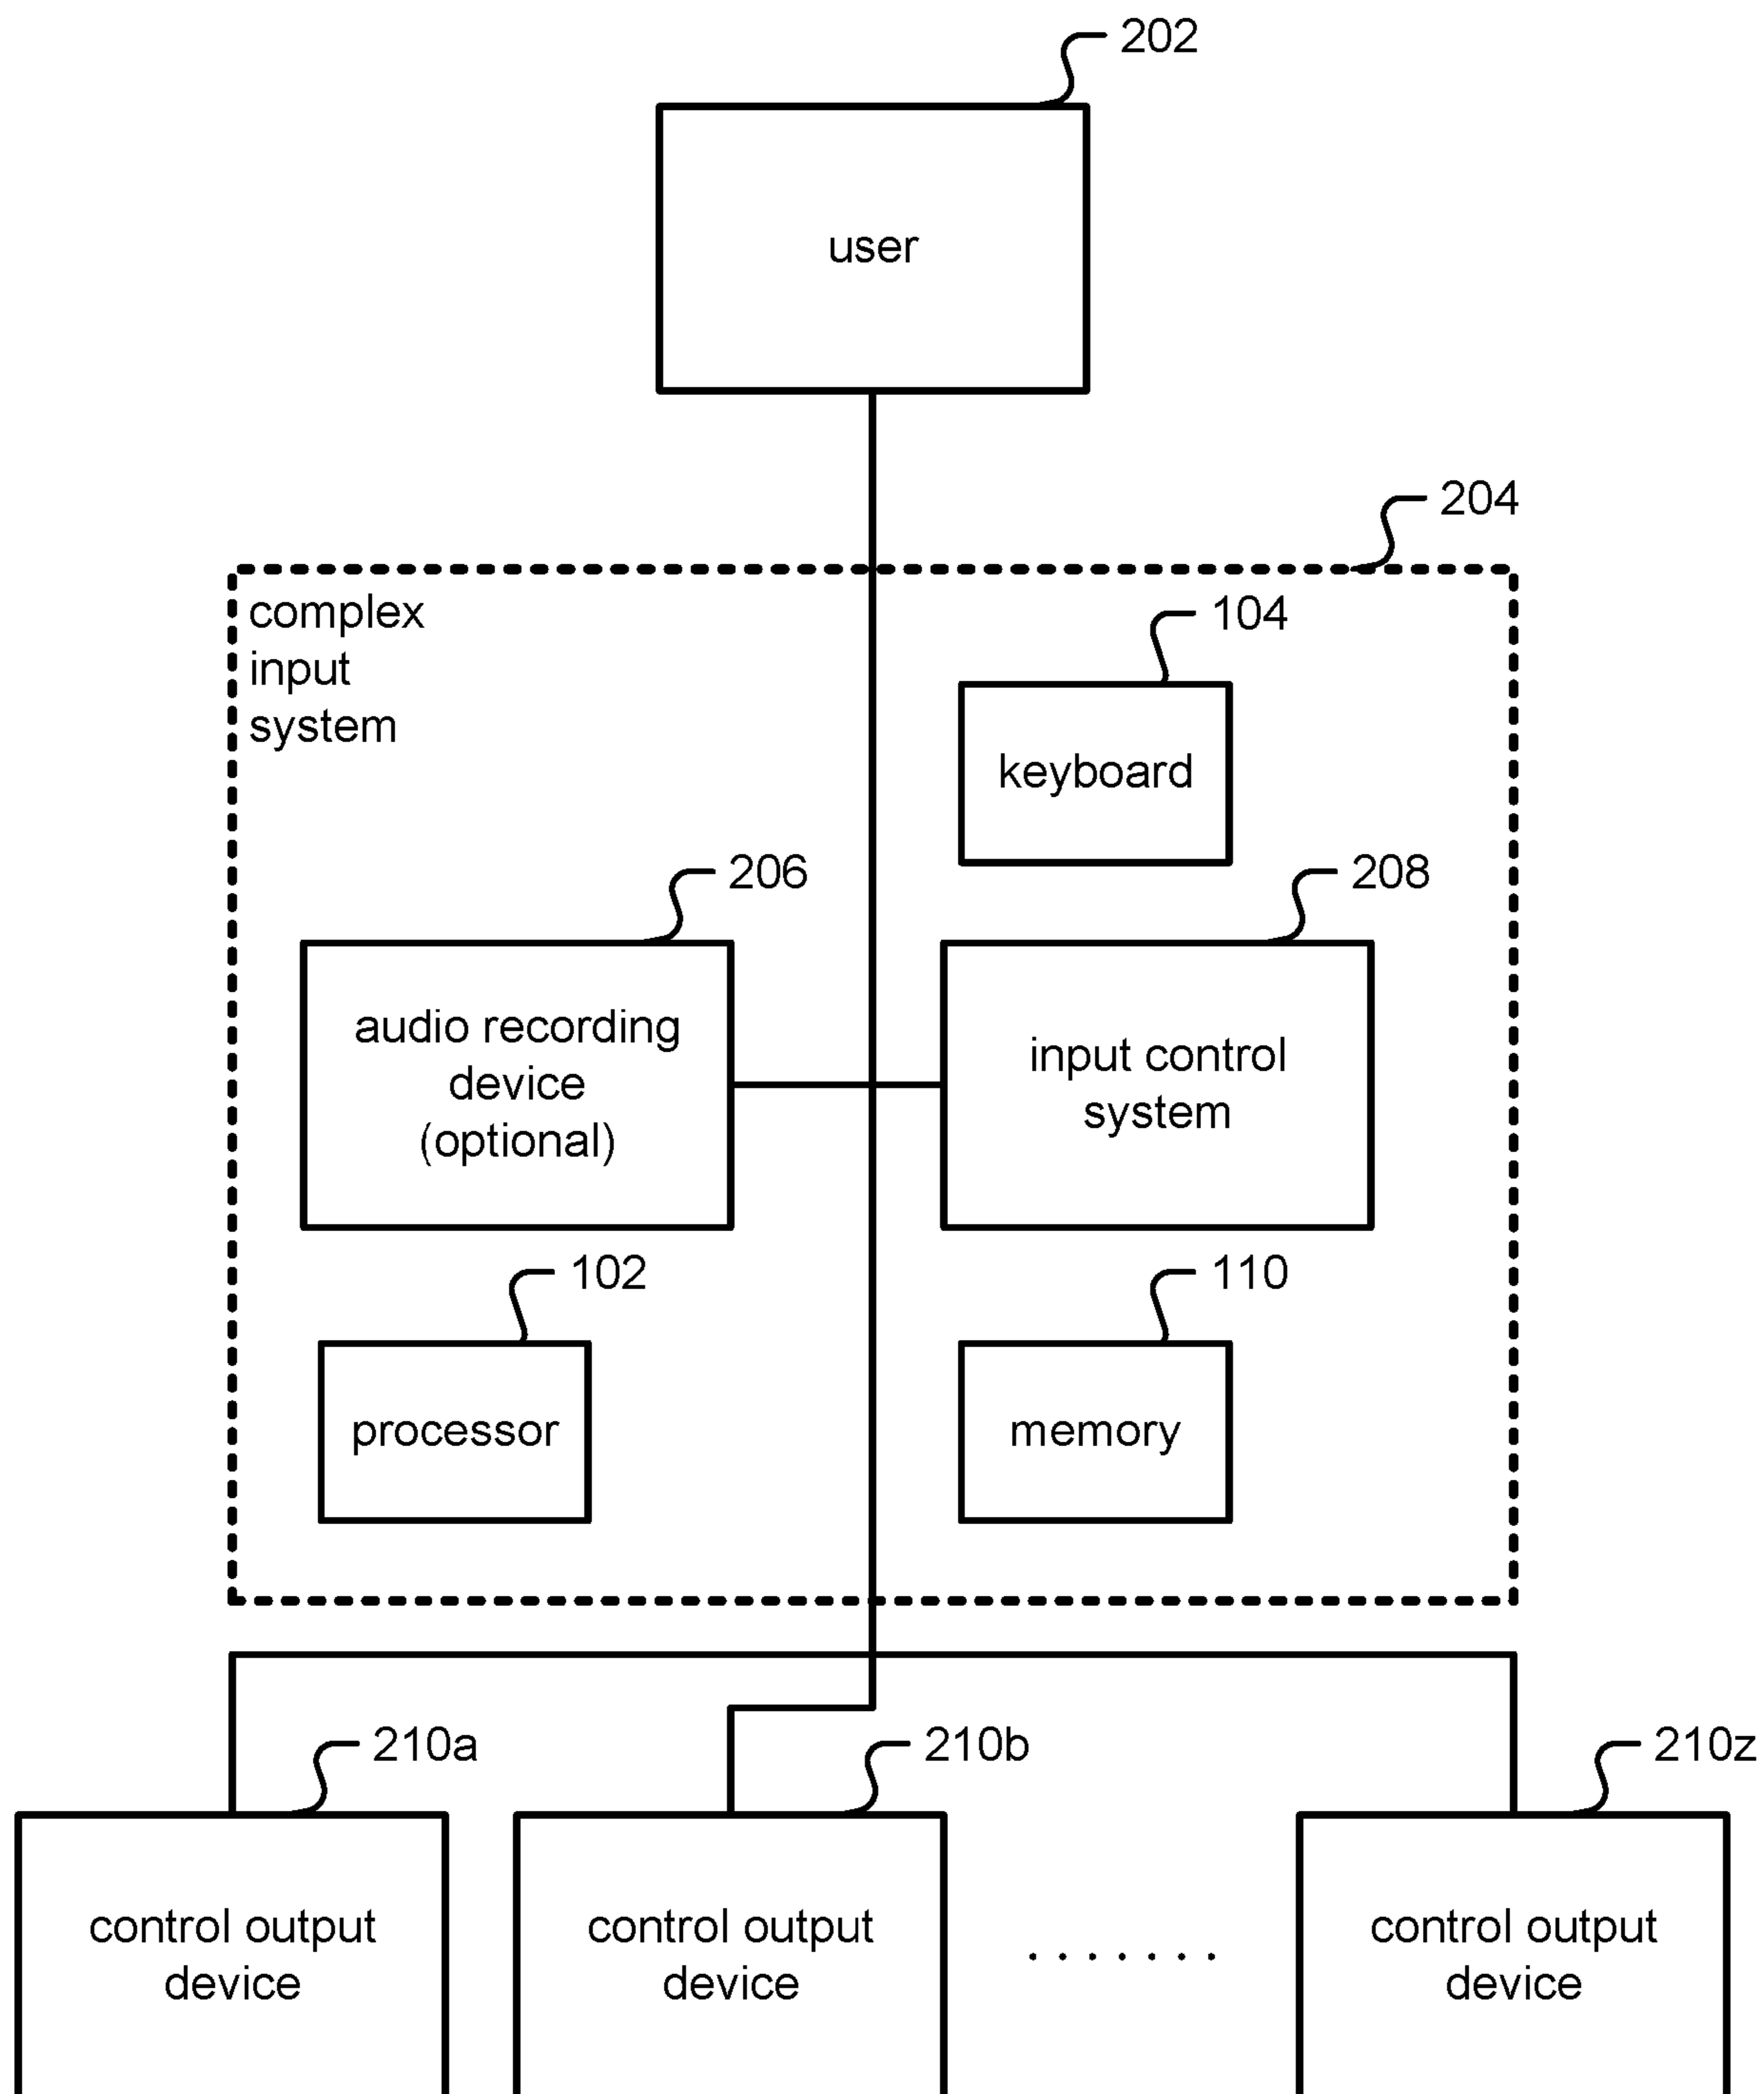 202
user
204
complex
input
system
104
keyboard
206
208
audio recording
device
(optional)
input control
system
102
110
processor
memory
210a
210b
210z
control output
device
control output
device
.......
control output
device